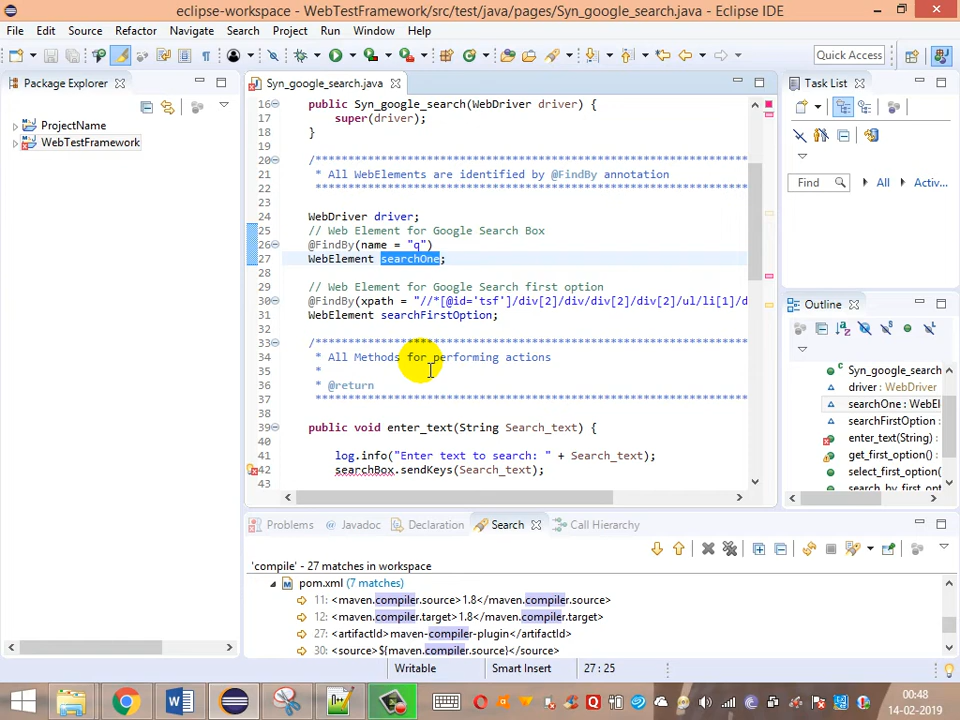 eclipse-workspace - WebTestFramework/src/test/java/pages/Syn_google_search.java - Eclipse IDE
File Edit Source Refactor Navigate Search Project Run Window Help
Quick Access
Package Explorer
Syn_google_search.java
Task List
ProjectName
WebTestFramework
16 public Syn_google_search(WebDriver driver) {
17 super(driver);
18 }
19
20 /*****************************************************************
21 * All WebElements are identified by @FindBy annotation
22 *****************************************************************
23
24 WebDriver driver;
25 // Web Element for Google Search Box
26 @FindBy(name = "q")
27 WebElement searchOne;
28
29 // Web Element for Google Search first option
30 @FindBy(xpath = "//*[@id='tsf']/div[2]/div/div[2]/div[2]/ul/li[1]/d
31 WebElement searchFirstOption;
32
33 /*****************************************************************
34 * All Methods for performing actions
35 *
36 * @return
37 *****************************************************************
38
39 public void enter_text(String Search_text) {
40
41 log.info("Enter text to search: " + Search_text);
42 searchBox.sendKeys(Search_text);
43
Find All Activ...
Outline
Syn_google_search
driver : WebDriver
searchOne : WebEl
searchFirstOption :
enter_text(String)
get_first_option() :
select_first_option(
search_by_first_opt
Problems Javadoc Declaration Search Call Hierarchy
'compile' - 27 matches in workspace
pom.xml (7 matches)
11: <maven.compiler.source>1.8</maven.compiler.source>
12: <maven.compiler.target>1.8</maven.compiler.target>
27: <artifactId>maven-compiler-plugin</artifactId>
30: <source>${maven.compiler.source}</source>
Writable Smart Insert 27 : 25
00:48
14-02-2019